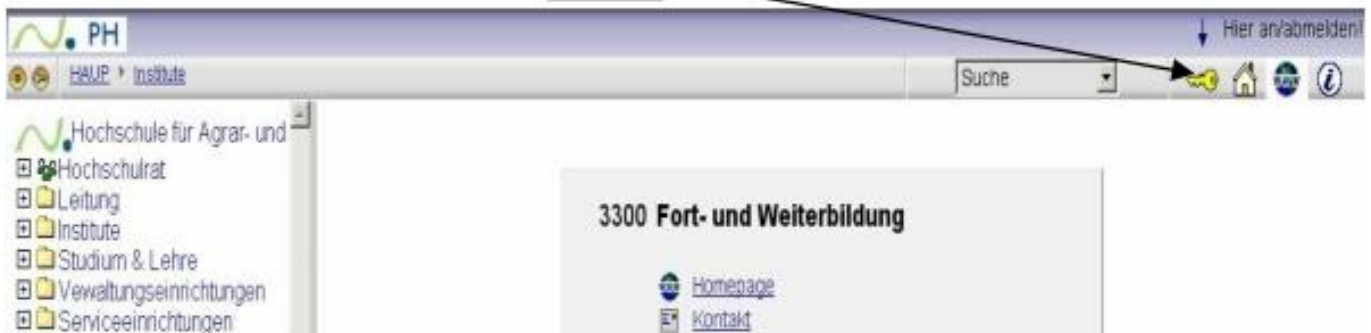 PH
Hier an/abmelden!
HAUP Institute
Suche
Hochschule für Agrar- und
Hochschulrat
Leitung
Institute
Studium & Lehre
Vewaltungseinrichtungen
Serviceeinrichtungen
3300 Fort- und Weiterbildung
Homepage
Kontakt